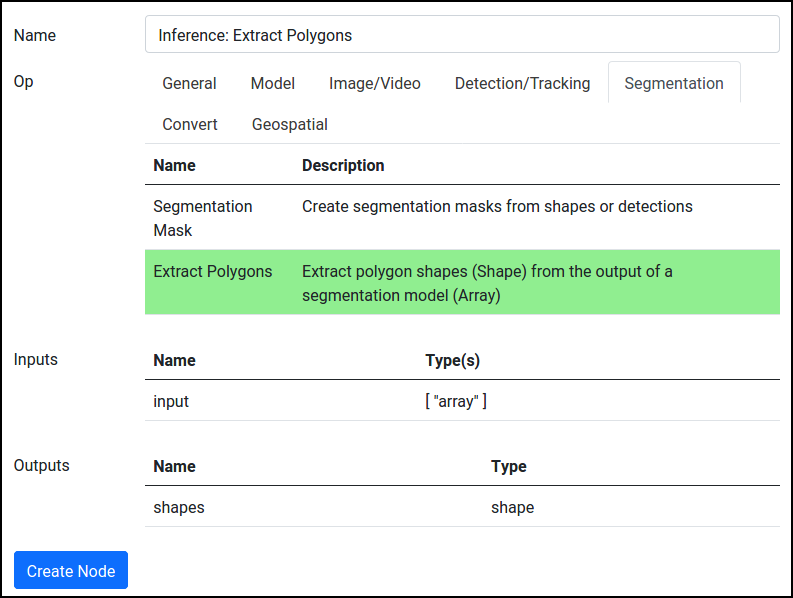 Name Inference: Extract Polygons
Op General Model Image/Video Detection/Tracking Segmentation
Convert Geospatial
Name Description
Segmentation Create segmentation masks from shapes or detections
Mask
Extract Polygons Extract polygon shapes (Shape) from the output of a
segmentation model (Array)
Inputs Name Type(s)
input [ "array" ]
Outputs Name Type
shapes shape
Create Node